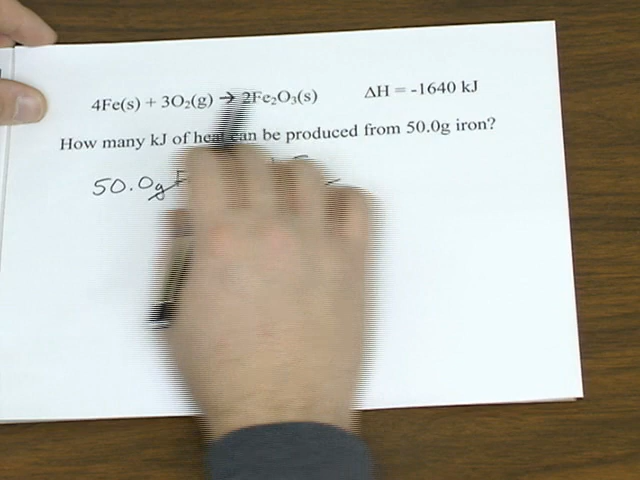 4Fe(s) + 3O₂(g) → 2Fe₂O₃(s) ΔH = -1640 kJ
How many kJ of heat can be produced from 50.0g iron?
50.0g